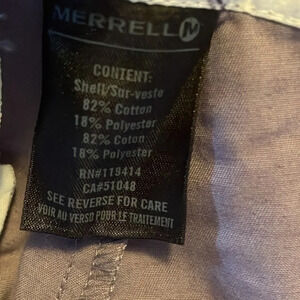 MERRELL M
CONTENT:
Shell/Sur-veste
82% Cotton
18% Polyester
82% Coton
18% Polyester
RN#119414
CA#51048
SEE REVERSE FOR CARE
VOIR AU VERSO POUR LE TRAITEMENT